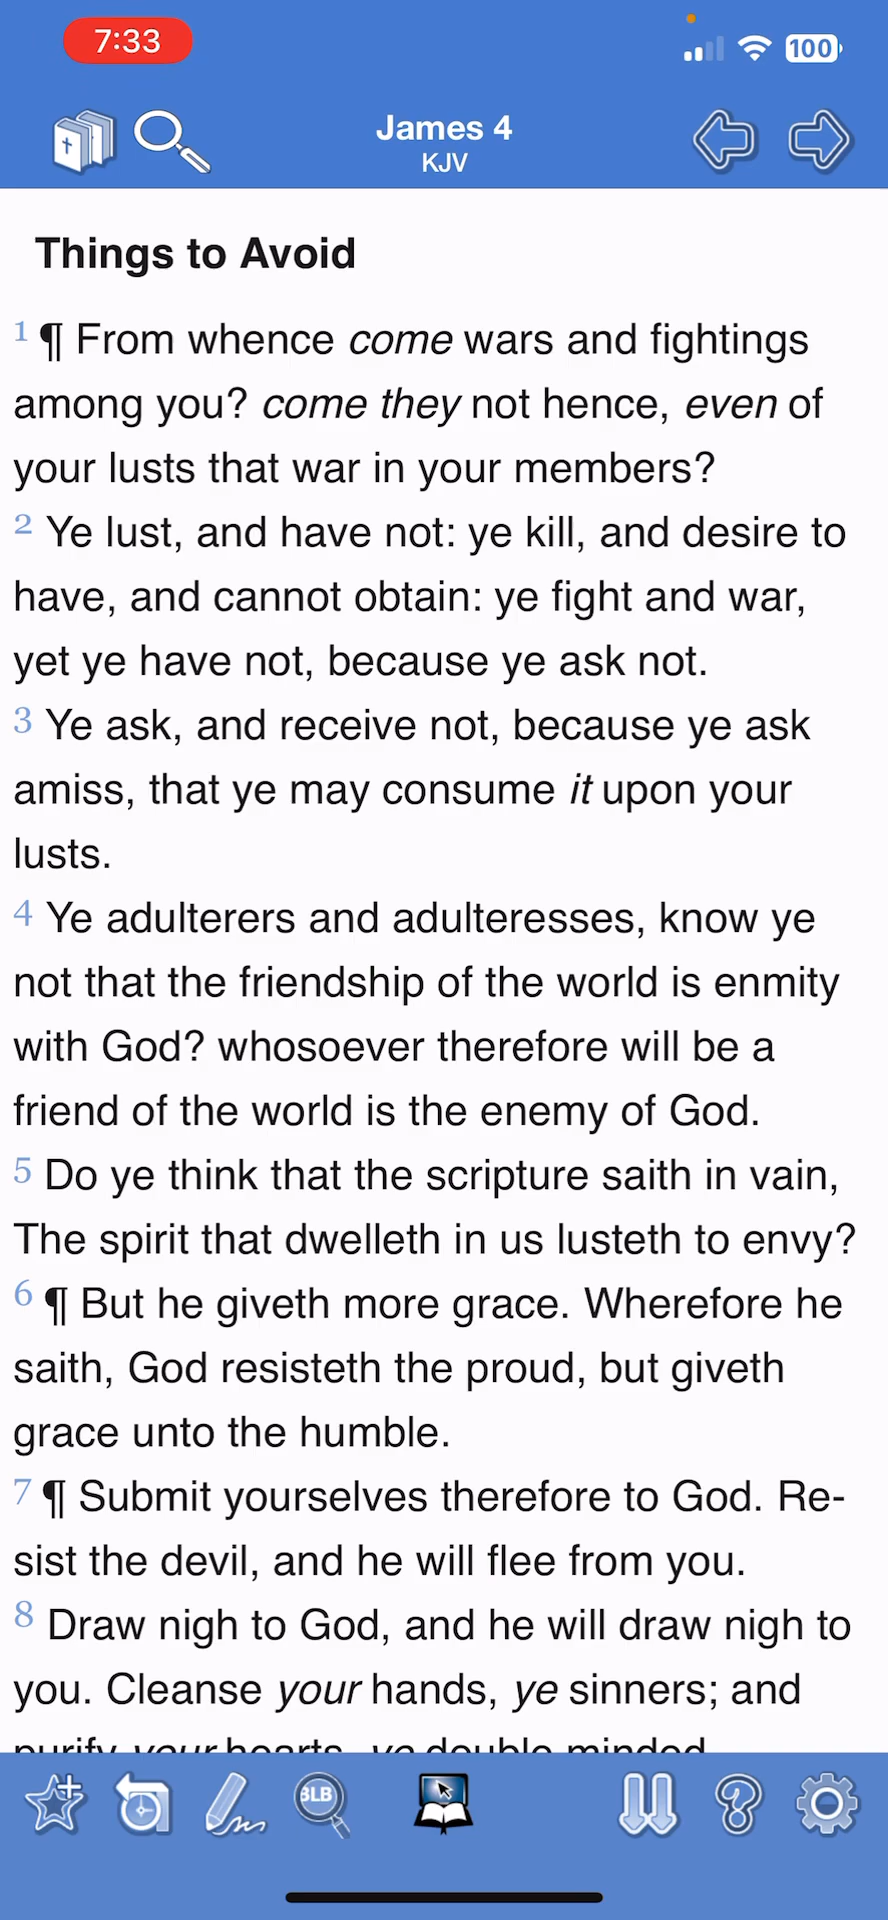 7:33
100
James 4
KJV
Things to Avoid
1 ¶ From whence come wars and fightings
among you? come they not hence, even of
your lusts that war in your members?
2 Ye lust, and have not: ye kill, and desire to
have, and cannot obtain: ye fight and war,
yet ye have not, because ye ask not.
3 Ye ask, and receive not, because ye ask
amiss, that ye may consume it upon your
lusts.
4 Ye adulterers and adulteresses, know ye
not that the friendship of the world is enmity
with God? whosoever therefore will be a
friend of the world is the enemy of God.
5 Do ye think that the scripture saith in vain,
The spirit that dwelleth in us lusteth to envy?
6 ¶ But he giveth more grace. Wherefore he
saith, God resisteth the proud, but giveth
grace unto the humble.
7 ¶ Submit yourselves therefore to God. Re-
sist the devil, and he will flee from you.
8 Draw nigh to God, and he will draw nigh to
you. Cleanse your hands, ye sinners; and
purify your hearts, ye double minded.
BLB